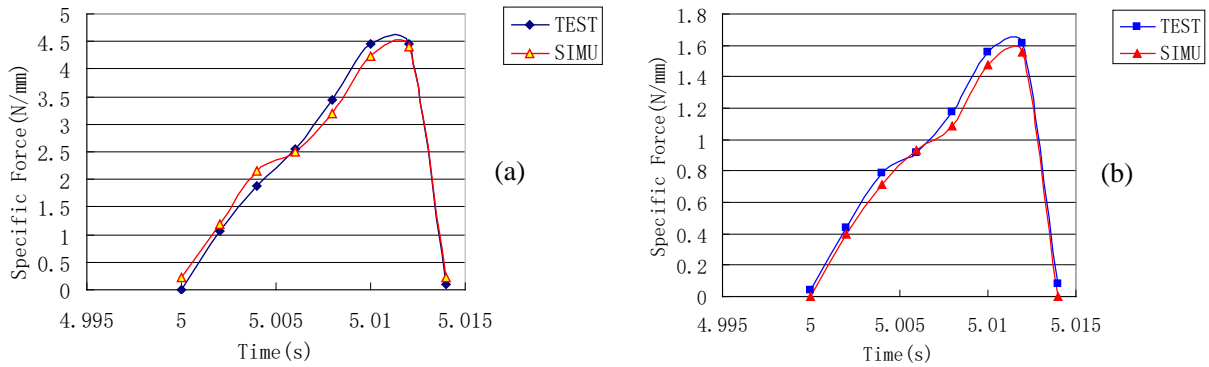 5
4.5
4
3.5
3
2.5
2
1.5
1
0.5
0
Specific Force(N/mm)
4.995 5 5.005 5.01 5.015
Time(s)
TEST
SIMU
(a)
1.8
1.6
1.4
1.2
1
0.8
0.6
0.4
0.2
0
Specific Force(N/mm)
4.995 5 5.005 5.01 5.015
Time(s)
TEST
SIMU
(b)